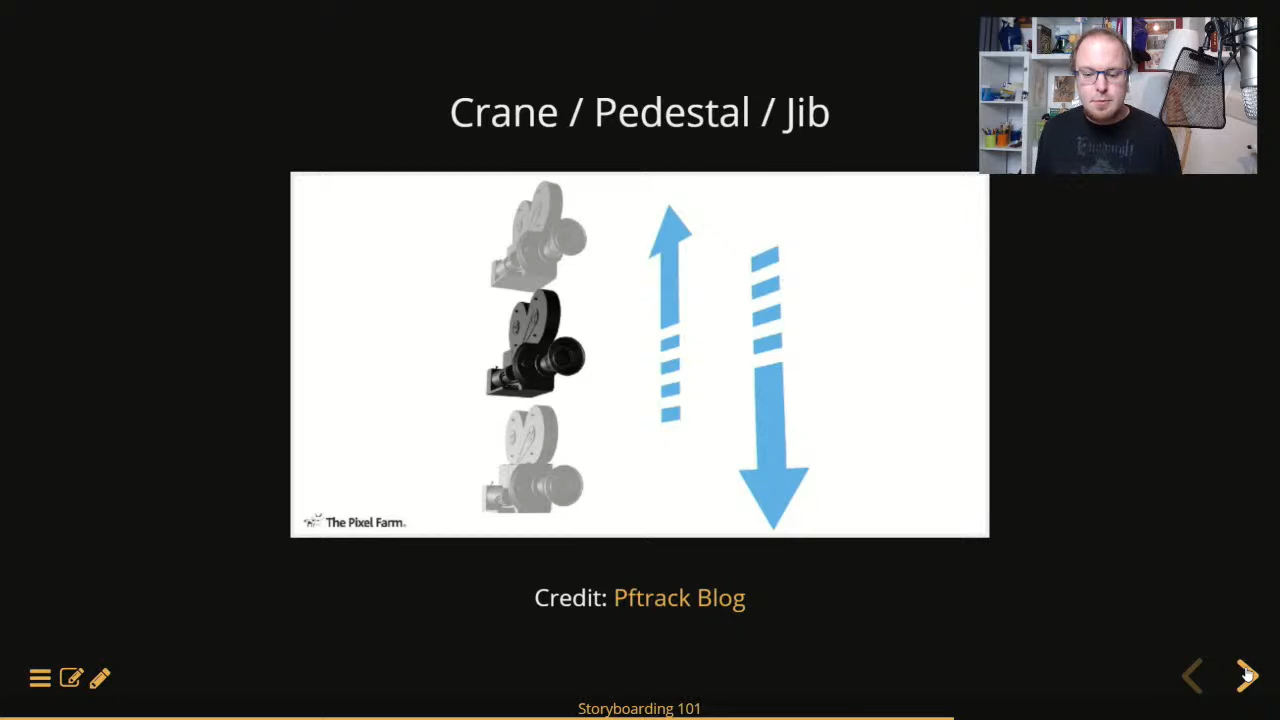 Crane / Pedestal / Jib
The Pixel Farm.
Credit: Pftrack Blog
Storyboarding 101